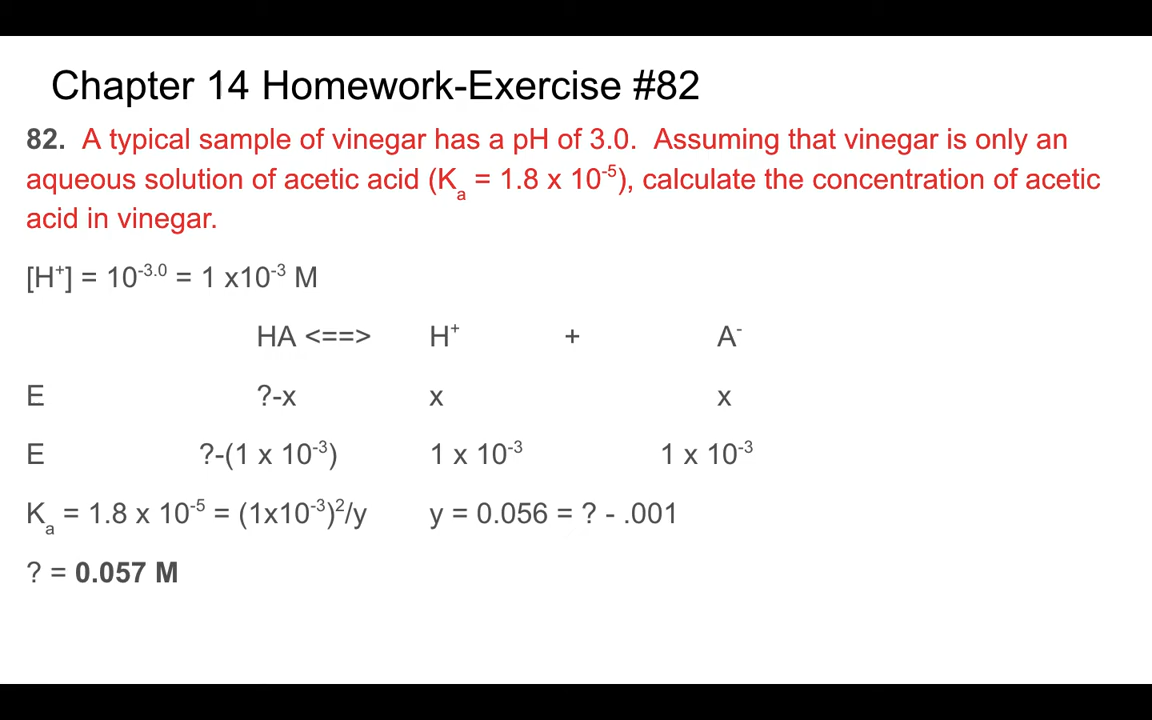 Chapter 14 Homework-Exercise #82
82. A typical sample of vinegar has a pH of 3.0. Assuming that vinegar is only an
aqueous solution of acetic acid (Kₐ = 1.8 x 10⁻⁵), calculate the concentration of acetic
acid in vinegar.
[H⁺] = 10⁻³·⁰ = 1 x10⁻³ M
HA <==> H⁺ + A⁻
E ?-x x x
E ?-(1 x 10⁻³) 1 x 10⁻³ 1 x 10⁻³
Kₐ = 1.8 x 10⁻⁵ = (1x10⁻³)²/y y = 0.056 = ? - .001
? = 0.057 M